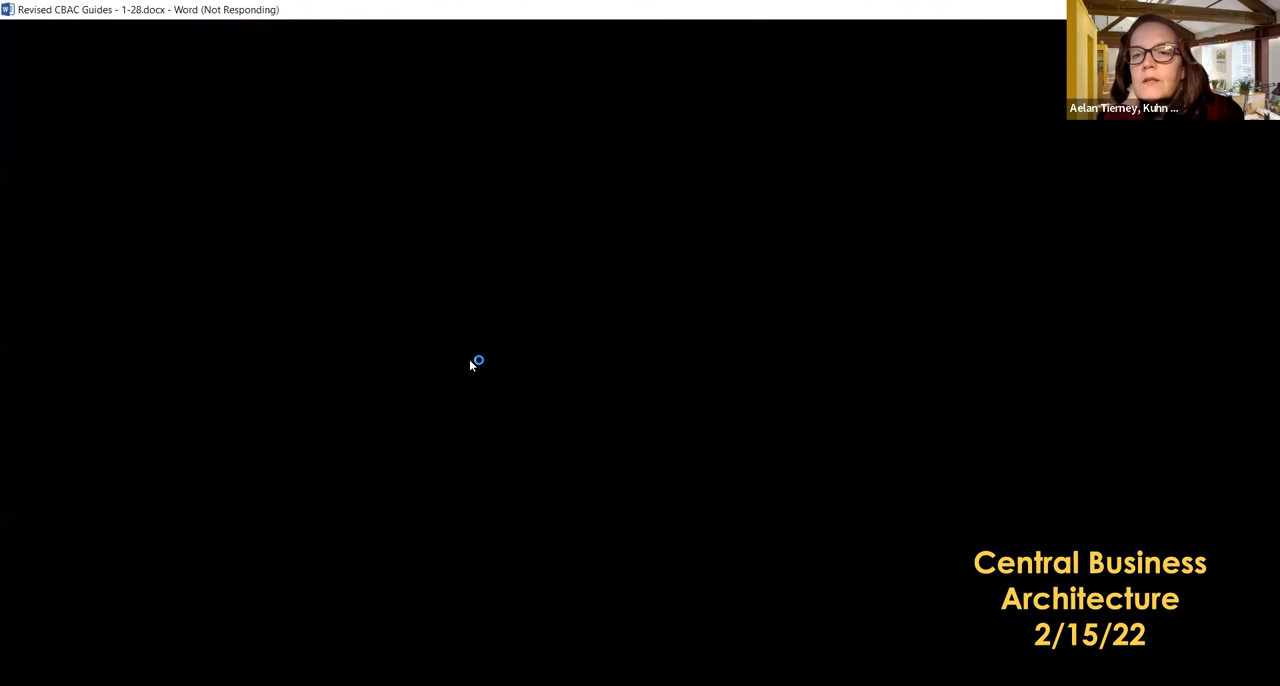 Revised CBAC Guides - 1-28.docx - Word (Not Responding)
Aelan Tierney, Kuhn ...
Central Business
Architecture
2/15/22